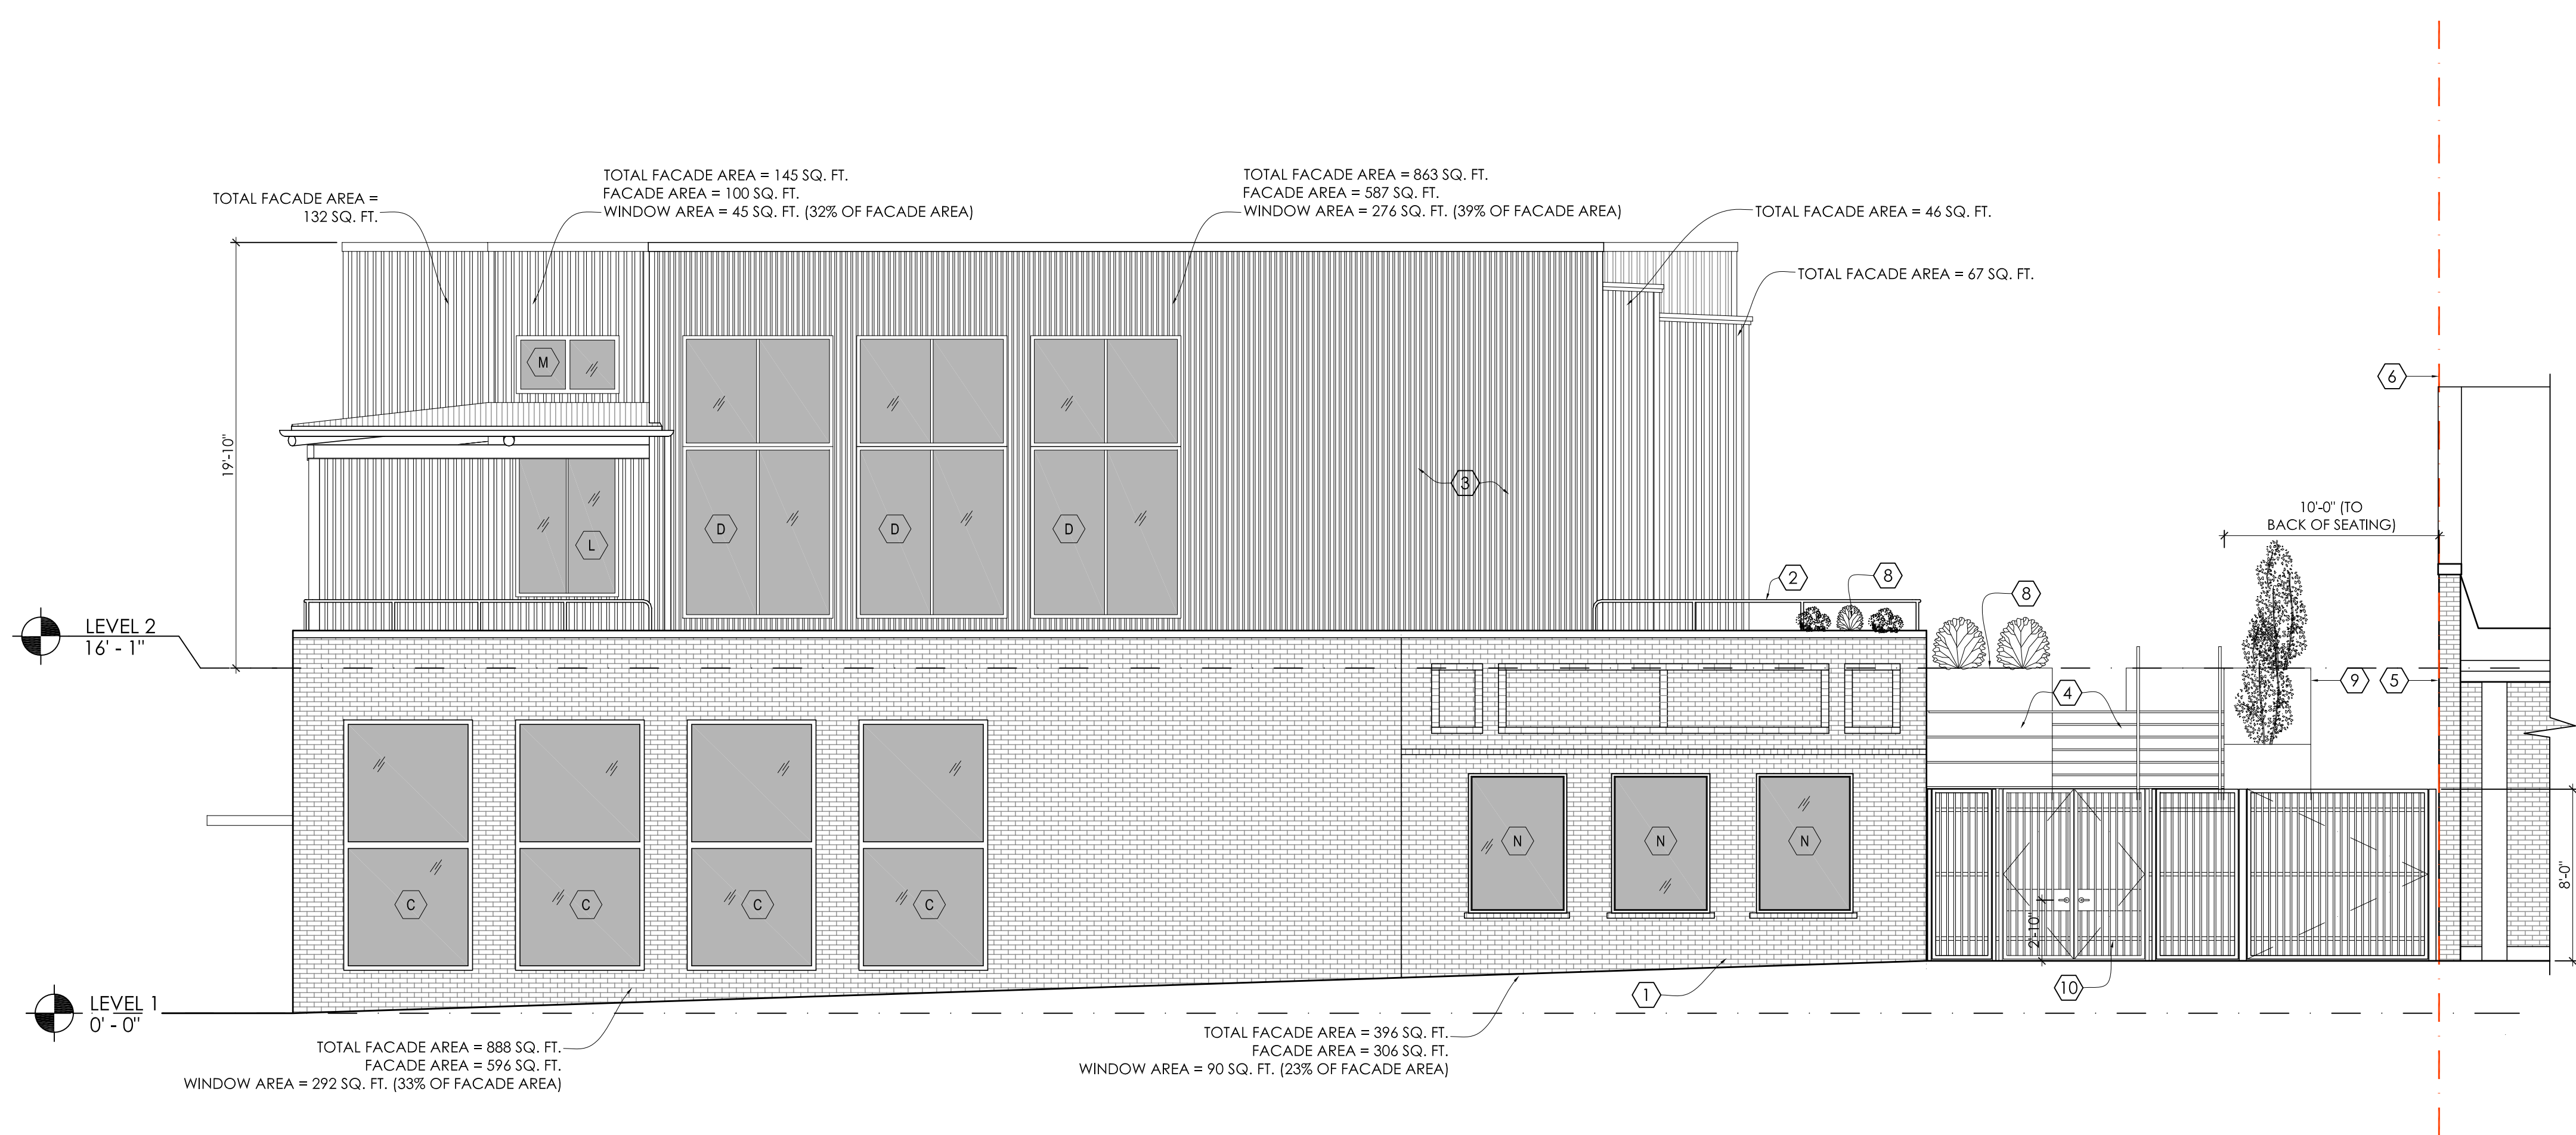 TOTAL FACADE AREA =
132 SQ. FT.
TOTAL FACADE AREA = 145 SQ. FT.
FACADE AREA = 100 SQ. FT.
WINDOW AREA = 45 SQ. FT. (32% OF FACADE AREA)
TOTAL FACADE AREA = 863 SQ. FT.
FACADE AREA = 587 SQ. FT.
WINDOW AREA = 276 SQ. FT. (39% OF FACADE AREA)
TOTAL FACADE AREA = 46 SQ. FT.
TOTAL FACADE AREA = 67 SQ. FT.
M
6
19'-10"
3
D
D
D
L
10'-0" (TO
BACK OF SEATING)
2
8
8
LEVEL 2
16' - 1"
9
5
4
N
N
N
C
C
C
C
8'-0"
2'-10"
10
1
LEVEL 1
0' - 0"
TOTAL FACADE AREA = 888 SQ. FT.
FACADE AREA = 596 SQ. FT.
WINDOW AREA = 292 SQ. FT. (33% OF FACADE AREA)
TOTAL FACADE AREA = 396 SQ. FT.
FACADE AREA = 306 SQ. FT.
WINDOW AREA = 90 SQ. FT. (23% OF FACADE AREA)